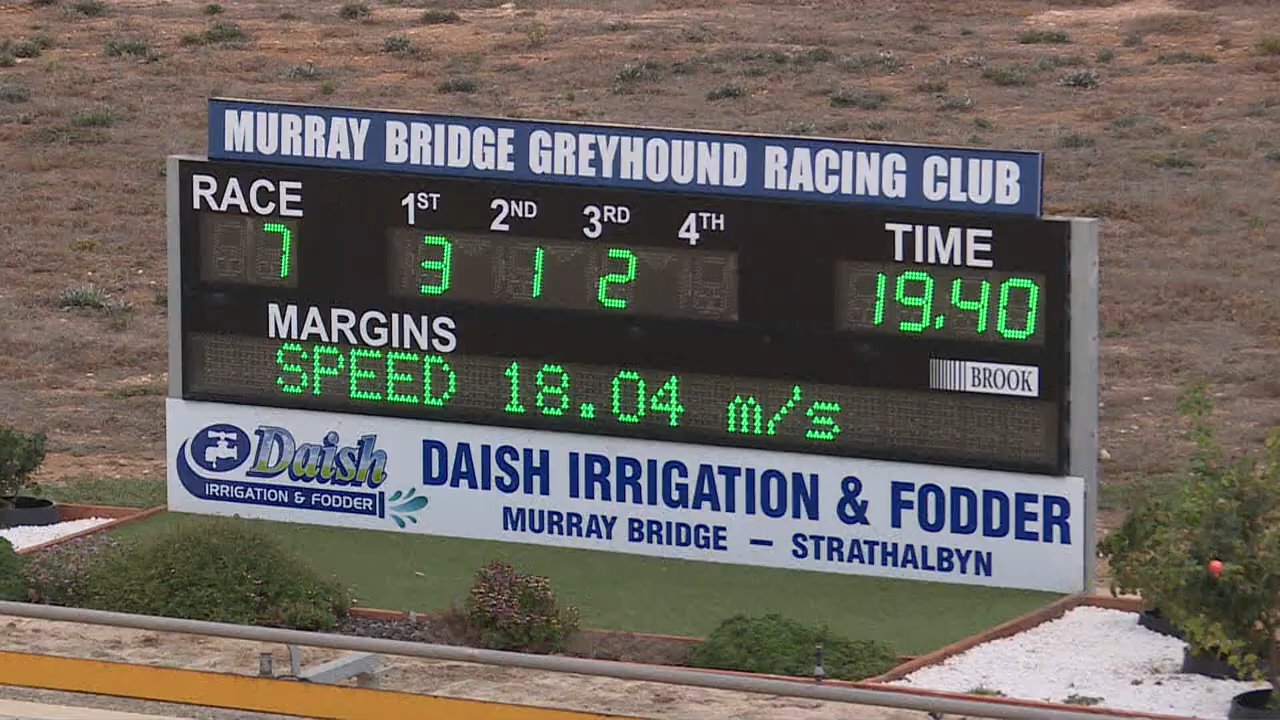 MURRAY BRIDGE GREYHOUND RACING CLUB
RACE 1ST 2ND 3RD 4TH TIME
7 3 1 2 19.40
MARGINS
SPEED 18.04 m/s
BROOK
Daish
IRRIGATION & FODDER
DAISH IRRIGATION & FODDER
MURRAY BRIDGE – STRATHALBYN